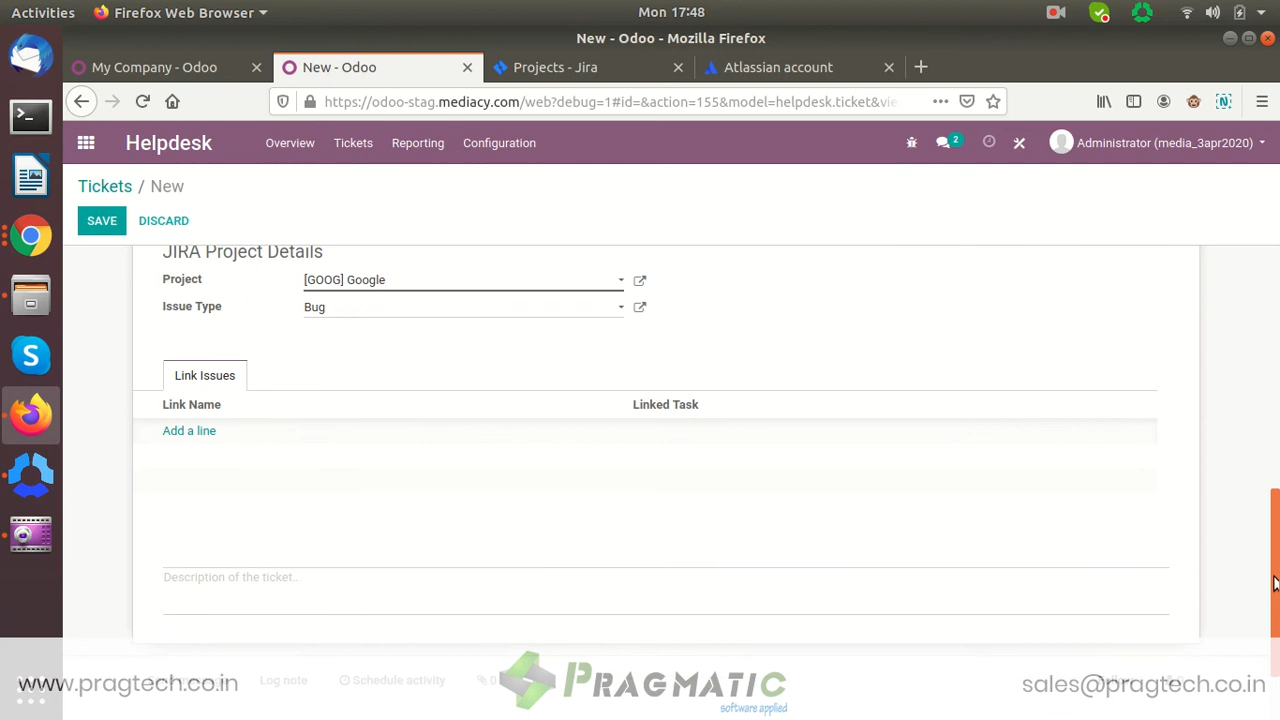 Activities
Firefox Web Browser
Mon 17:48
New - Odoo - Mozilla Firefox
My Company - Odoo
New - Odoo
Projects - Jira
Atlassian account
https://odoo-stag.mediacy.com/web?debug=1#id=&action=155&model=helpdesk.ticket&vie
Helpdesk
Overview
Tickets
Reporting
Configuration
2
Administrator (media_3apr2020)
Tickets / New
SAVE
DISCARD
JIRA Project Details
Project
[GOOG] Google
Issue Type
Bug
Link Issues
Link Name
Linked Task
Add a line
Description of the ticket..
Log note
Schedule activity
0
www.pragtech.co.in
PRAGMATIC
software applied
sales@pragtech.co.in